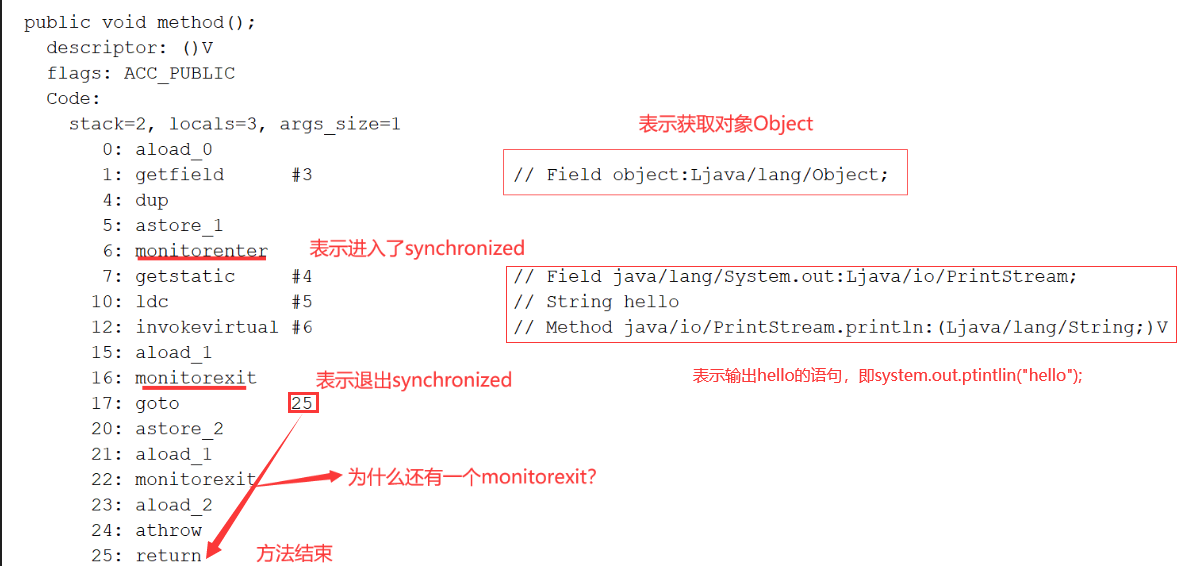 public void method();
descriptor: ()V
flags: ACC_PUBLIC
Code:
stack=2, locals=3, args_size=1
表示获取对象Object
0: aload_0
1: getfield #3 // Field object:Ljava/lang/Object;
4: dup
5: astore_1
6: monitorenter 表示进入了synchronized
7: getstatic #4 // Field java/lang/System.out:Ljava/io/PrintStream;
10: ldc #5 // String hello
12: invokevirtual #6 // Method java/io/PrintStream.println:(Ljava/lang/String;)V
15: aload_1
16: monitorexit 表示退出synchronized
表示输出hello的语句，即system.out.ptintlin("hello");
17: goto 25
20: astore_2
21: aload_1
22: monitorexit 为什么还有一个monitorexit?
23: aload_2
24: athrow
25: return 方法结束